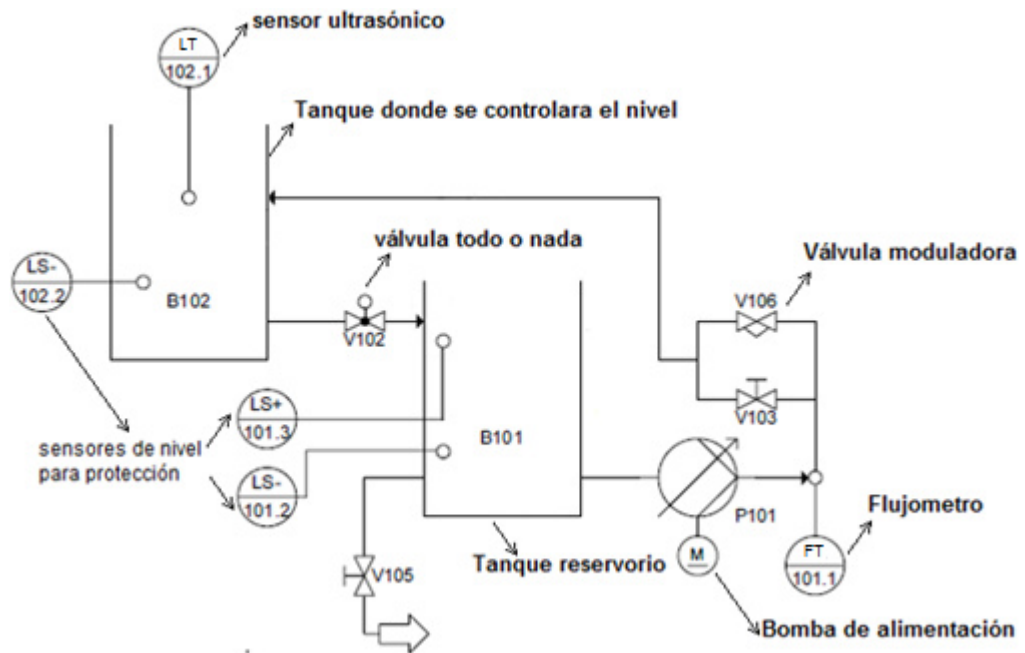 sensor ultrasónico
LT
102.1
Tanque donde se controlara el nivel
válvula todo o nada
Válvula moduladora
LS-
102.2
B102
V102
V106
V103
LS+
101.3
sensores de nivel
para protección
B101
LS-
101.2
P101
Flujometro
V105
Tanque reservorio
M
FT
101.1
Bomba de alimentación